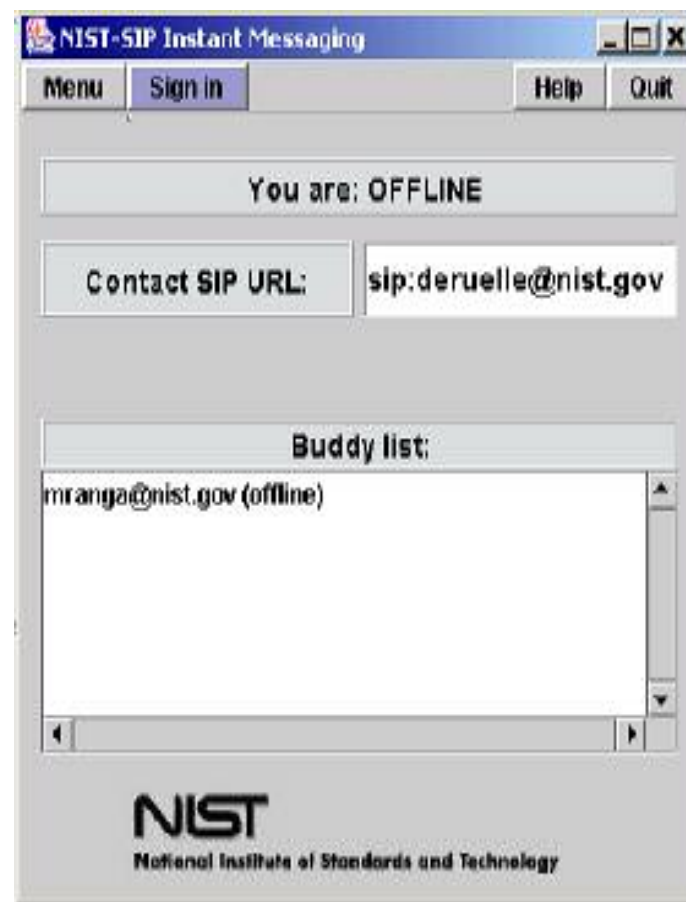 NIST-SIP Instant Messaging
Menu Sign in Help Quit
You are: OFFLINE
Contact SIP URL: sip:deruelle@nist.gov
Buddy list:
mranga@nist.gov (offline)
NIST
National Institute of Standards and Technology